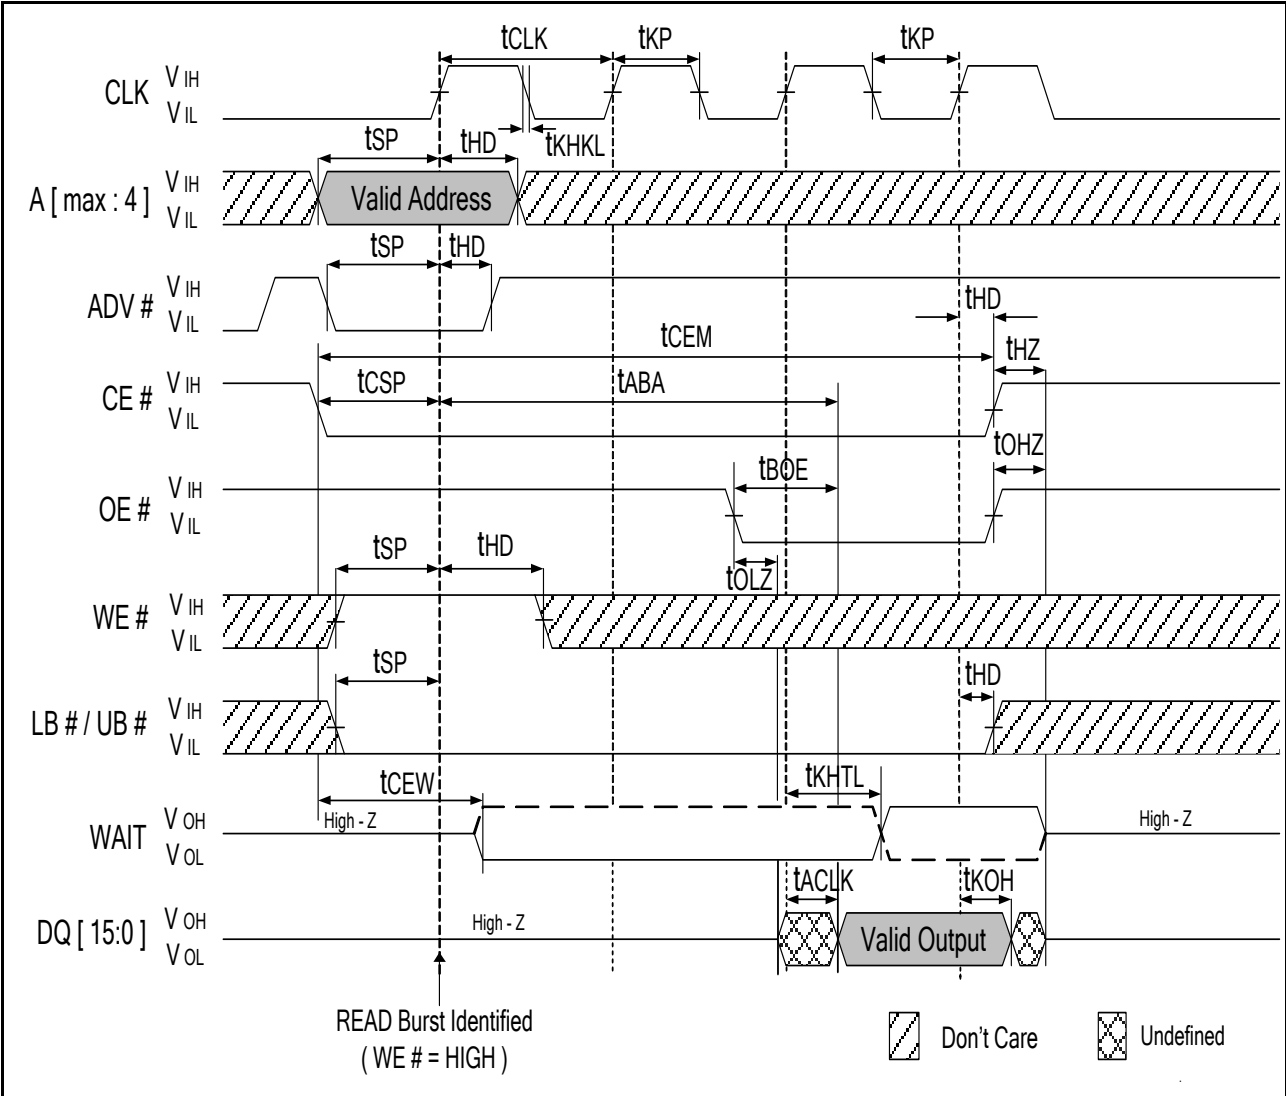 tCLK tKP tKP
CLK V IH
V IL
tKHKL
tSP tHD
A [ max : 4 ] V IH
V IL
Valid Address
tSP tHD
ADV # V IH
V IL
tHD
tCEM
tHZ
CE # V IH
V IL
tCSP tABA
tOHZ
tBOE
OE # V IH
V IL
tSP tHD
tOLZ
WE # V IH
V IL
tSP
tHD
LB # / UB # V IH
V IL
tCEW tKHTL
WAIT V OH
V OL
High - Z High - Z
tACLK tKOH
DQ [ 15:0 ] V OH
V OL
High - Z
Valid Output
READ Burst Identified
( WE # = HIGH )
Don't Care
Undefined